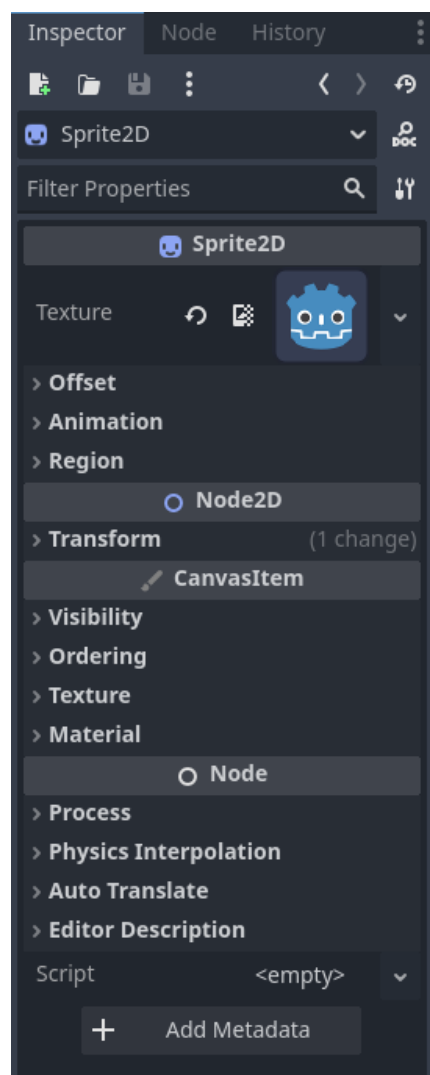 Inspector Node History
Sprite2D
DOC
Filter Properties
Sprite2D
Texture
Offset
Animation
Region
Node2D
Transform (1 change)
CanvasItem
Visibility
Ordering
Texture
Material
Node
Process
Physics Interpolation
Auto Translate
Editor Description
Script <empty>
Add Metadata